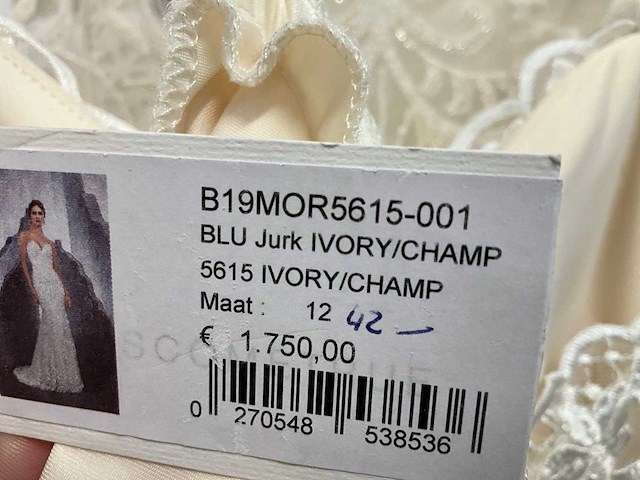 B19MOR5615-001
BLU Jurk IVORY/CHAMP
5615 IVORY/CHAMP
Maat : 12 42 –
€ 1.750,00
0 270548 538536